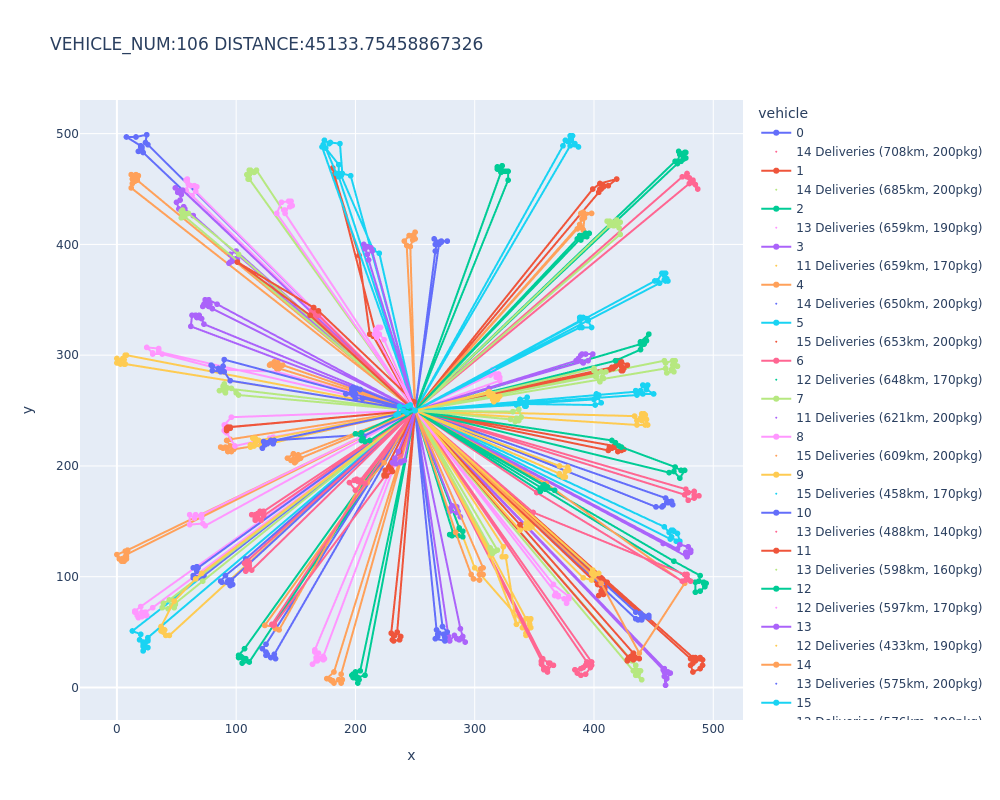 VEHICLE_NUM:106 DISTANCE:45133.75458867326
vehicle
0
14 Deliveries (708km, 200pkg)
1
14 Deliveries (685km, 200pkg)
2
13 Deliveries (659km, 190pkg)
3
11 Deliveries (659km, 170pkg)
4
14 Deliveries (650km, 200pkg)
5
15 Deliveries (653km, 200pkg)
6
12 Deliveries (648km, 170pkg)
7
11 Deliveries (621km, 200pkg)
8
15 Deliveries (609km, 200pkg)
9
15 Deliveries (458km, 170pkg)
10
13 Deliveries (488km, 140pkg)
11
13 Deliveries (598km, 160pkg)
12
12 Deliveries (597km, 170pkg)
13
12 Deliveries (433km, 190pkg)
14
13 Deliveries (575km, 200pkg)
15
500
400
300
200
100
0
y
0 100 200 300 400 500
x